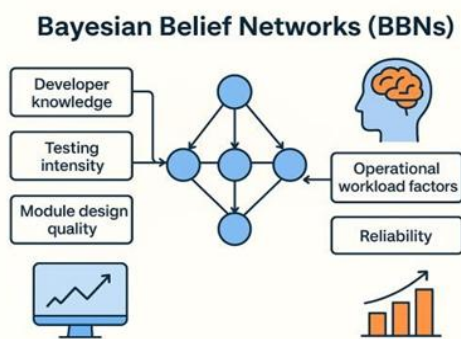 Bayesian Belief Networks (BBNs)
Developer
knowledge
Testing
intensity
Module design
quality
Operational
workload factors
Reliability